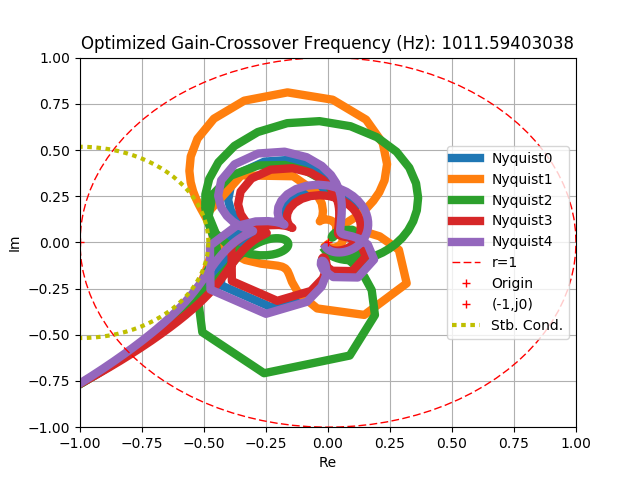 Optimized Gain-Crossover Frequency (Hz): 1011.59403038
1.00
0.75
0.50
0.25
0.00
−0.25
−0.50
−0.75
−1.00
Im
Nyquist0
Nyquist1
Nyquist2
Nyquist3
Nyquist4
r=1
Origin
(-1,j0)
Stb. Cond.
−1.00 −0.75 −0.50 −0.25 0.00 0.25 0.50 0.75 1.00
Re